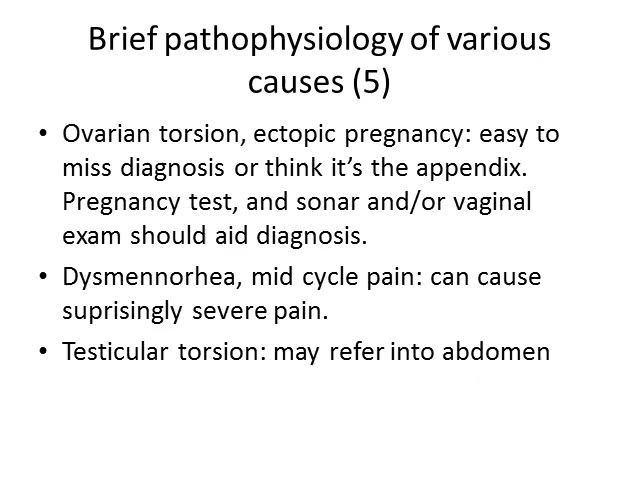 Brief pathophysiology of various
causes (5)
• Ovarian torsion, ectopic pregnancy: easy to
miss diagnosis or think it’s the appendix.
Pregnancy test, and sonar and/or vaginal
exam should aid diagnosis.
• Dysmennorhea, mid cycle pain: can cause
suprisingly severe pain.
• Testicular torsion: may refer into abdomen